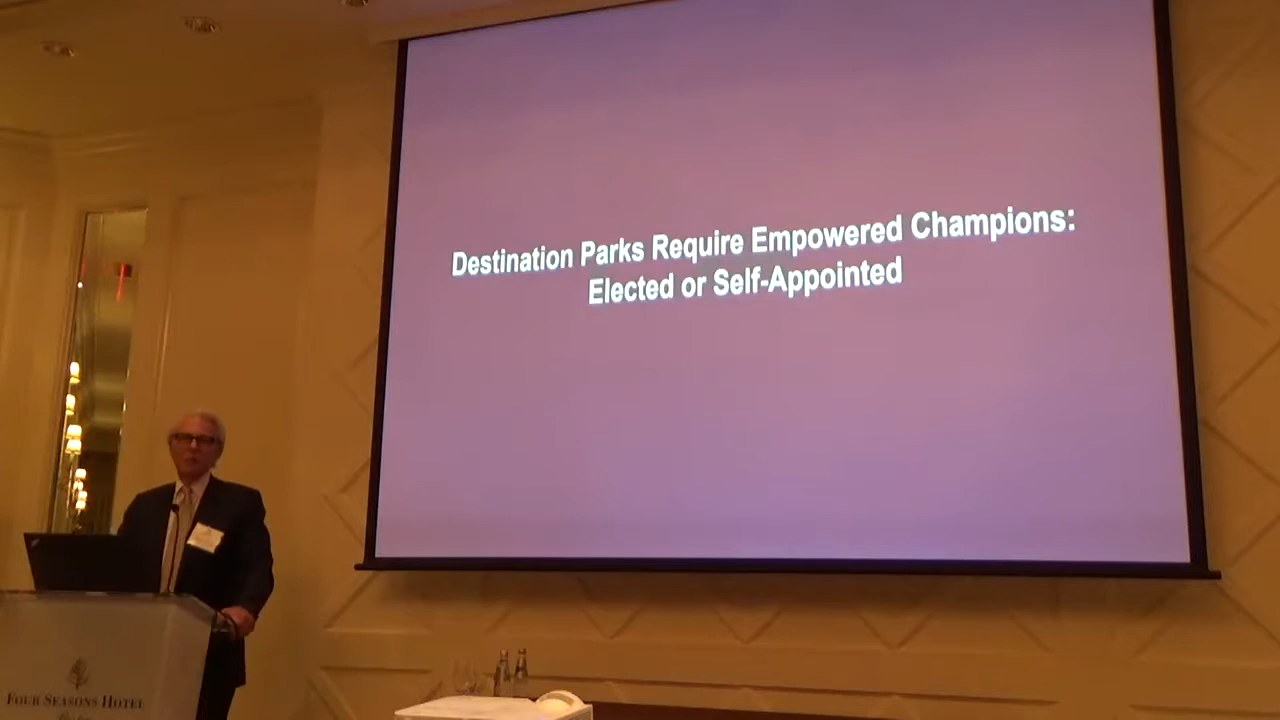 Destination Parks Require Empowered Champions:
Elected or Self-Appointed
FOUR SEASONS HOTEL